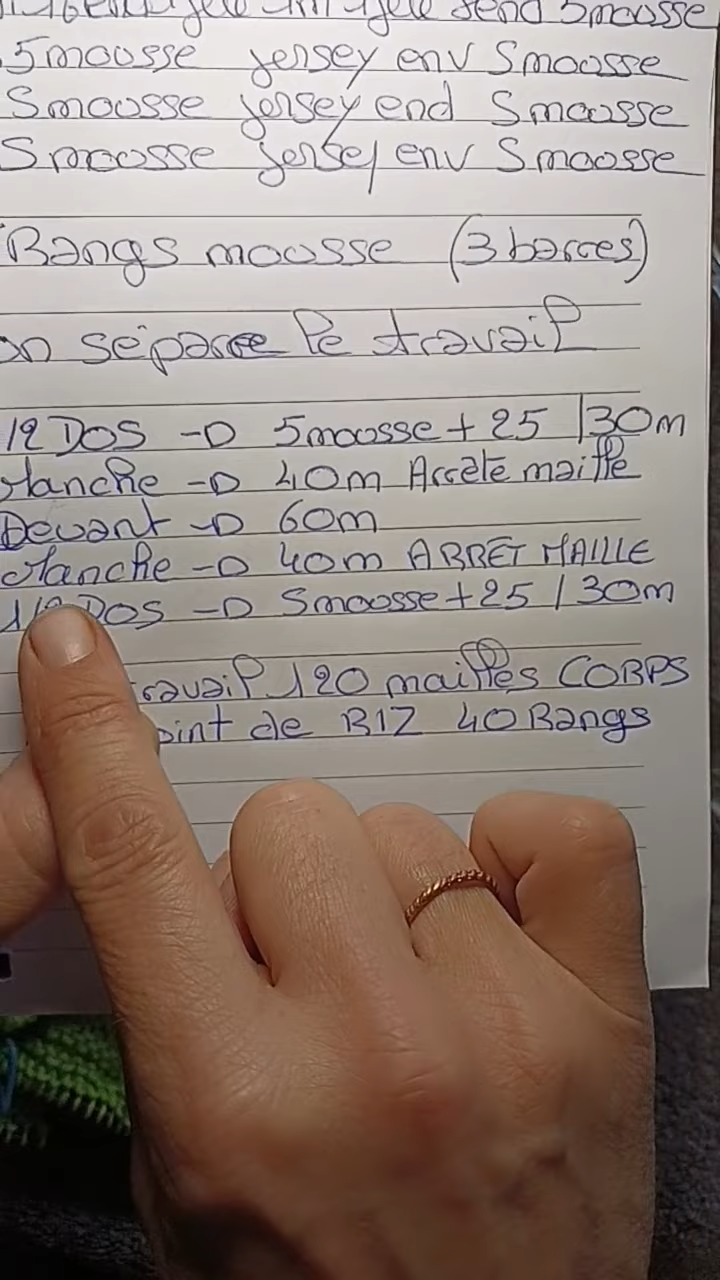 5mousse jersey env 5mousse
5mousse jersey end 5mousse
5mousse jersey env 5mousse
Rangs mousse (3 barres)
on sépare le travail
1/2 DOS → 5mousse + 25 / 30m
Manche → 40m Arrête maille
Devant → 60m
Manche → 40m ARRET MAILLE
1/2 DOS → 5mousse + 25 / 30m
travail 120 mailles CORPS
point de RIZ 40 Rangs